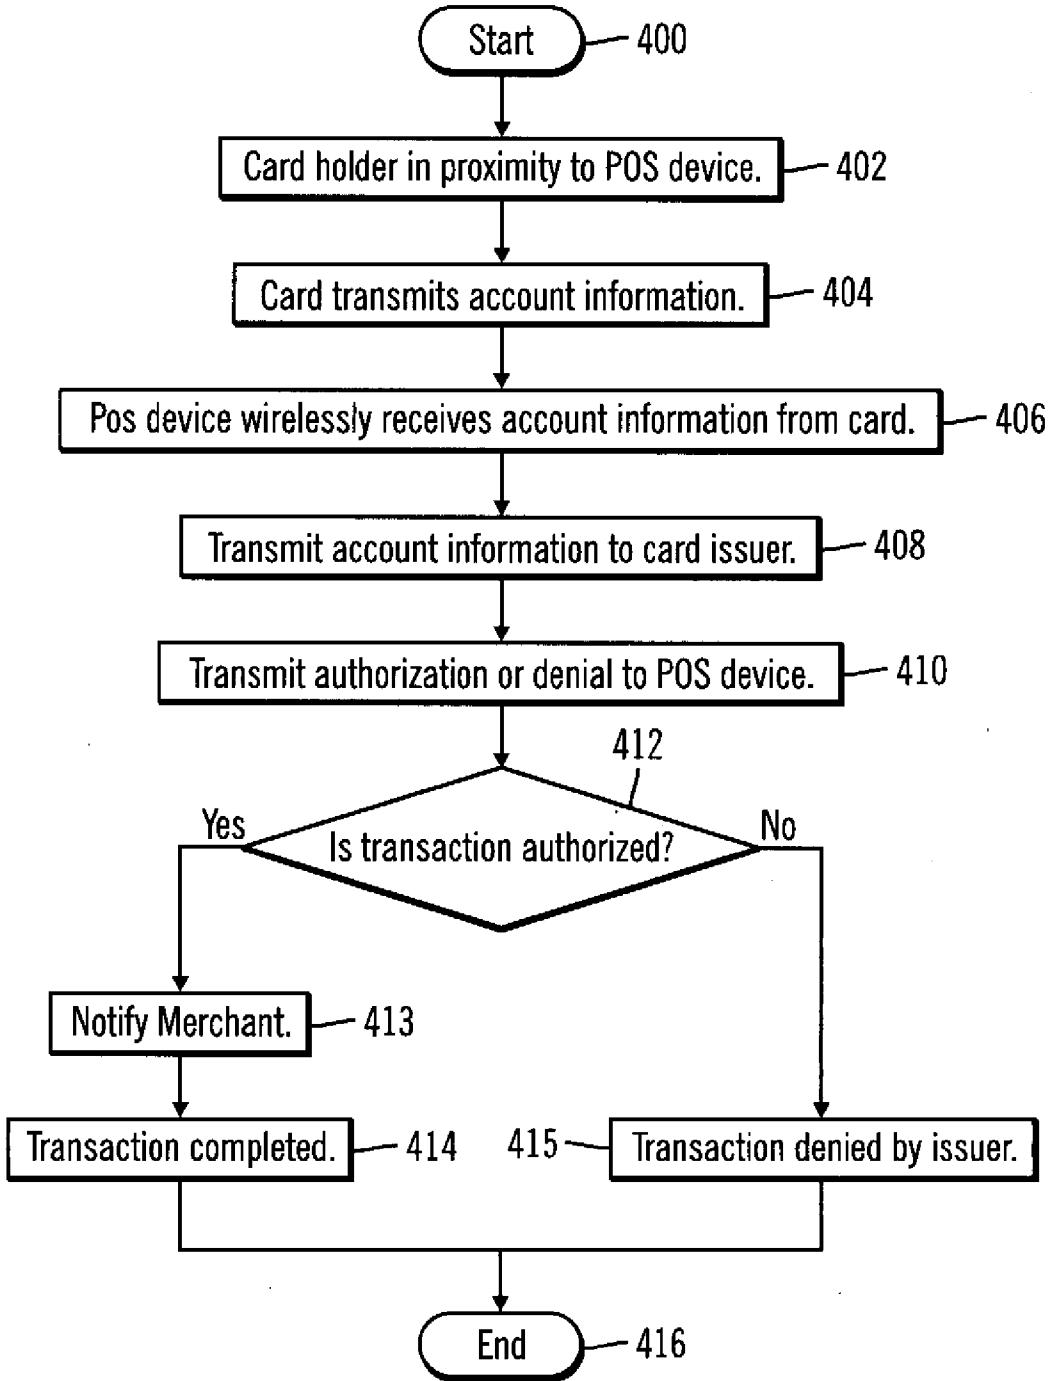 Start
400
Card holder in proximity to POS device.
402
Card transmits account information.
404
Pos device wirelessly receives account information from card.
406
Transmit account information to card issuer.
408
Transmit authorization or denial to POS device.
410
412
Yes
No
Is transaction authorized?
Notify Merchant.
413
Transaction completed.
414
415
Transaction denied by issuer.
End
416